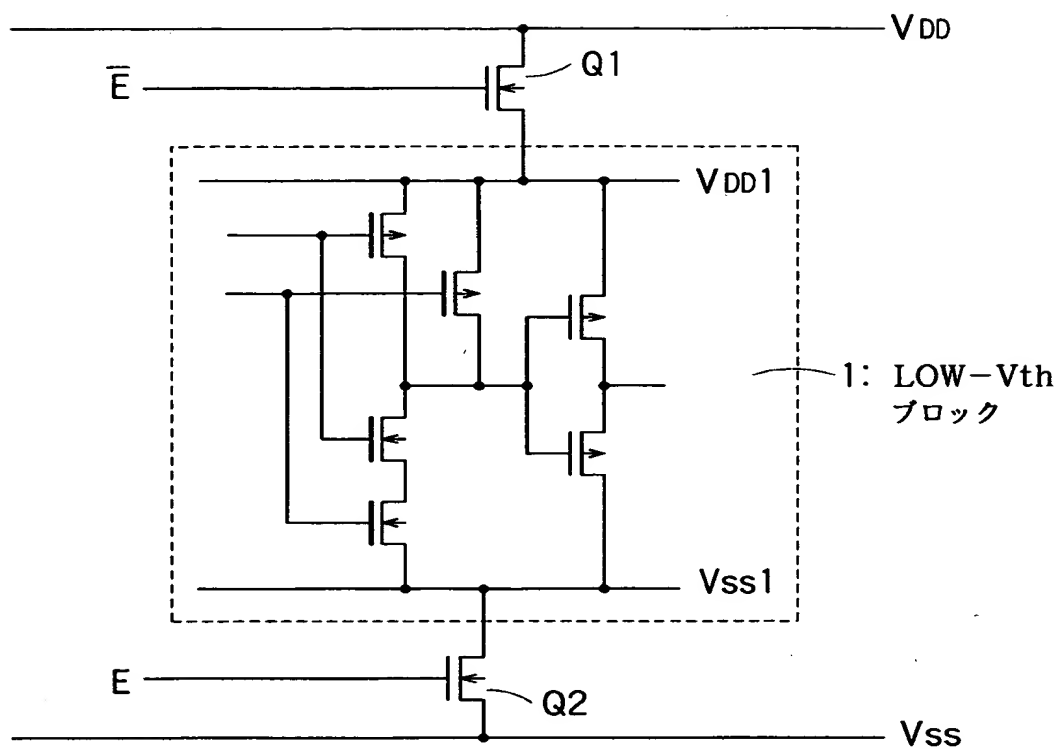 VDD
Q1
E̅
VDD1
1: LOW-Vth
ブロック
Vss1
E
Q2
Vss